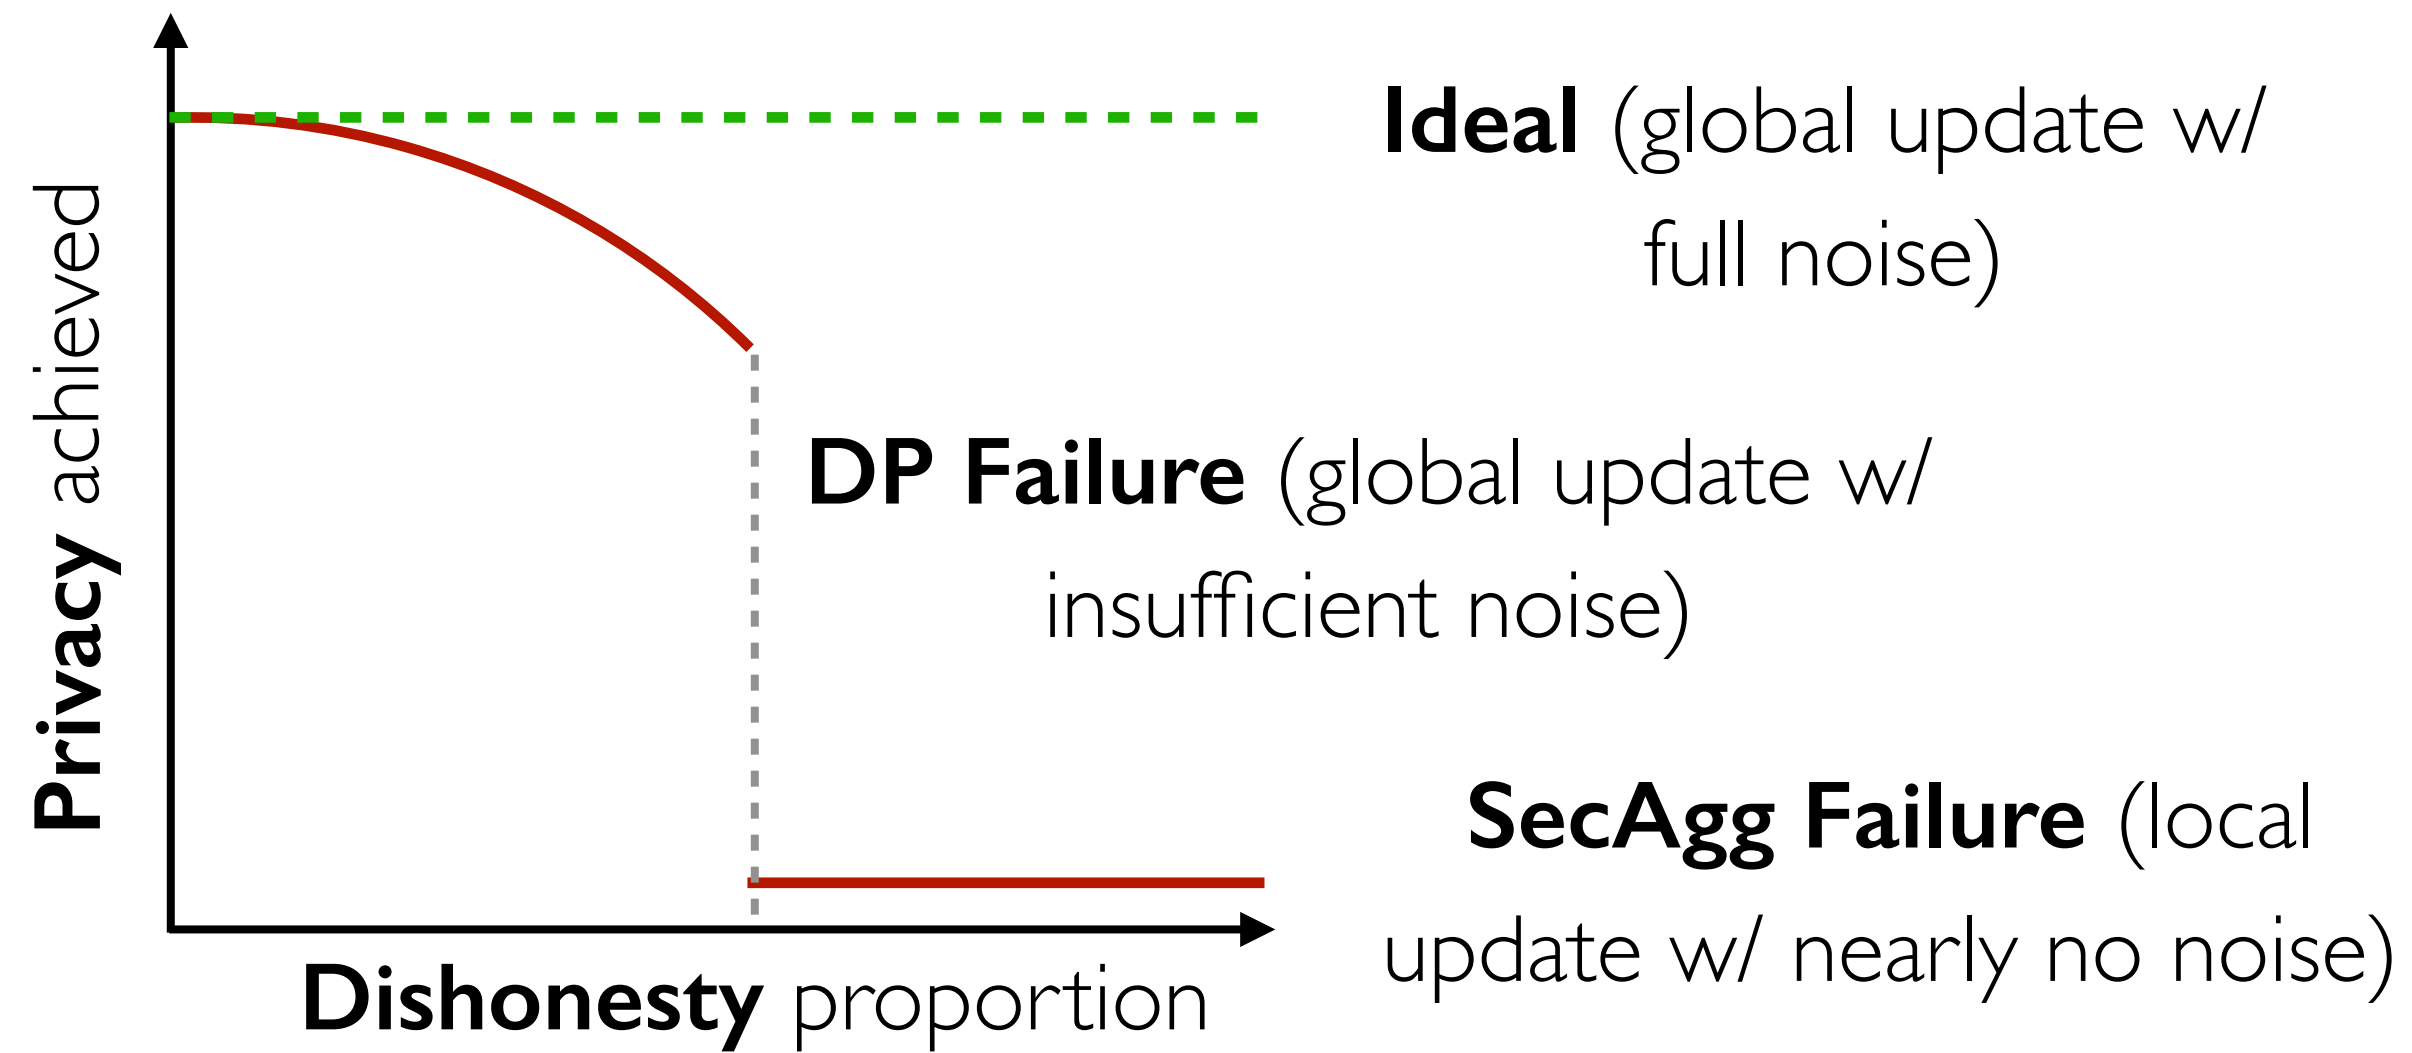 Privacy achieved
Ideal (global update w/
full noise)
DP Failure (global update w/
insufficient noise)
SecAgg Failure (local
update w/ nearly no noise)
Dishonesty proportion